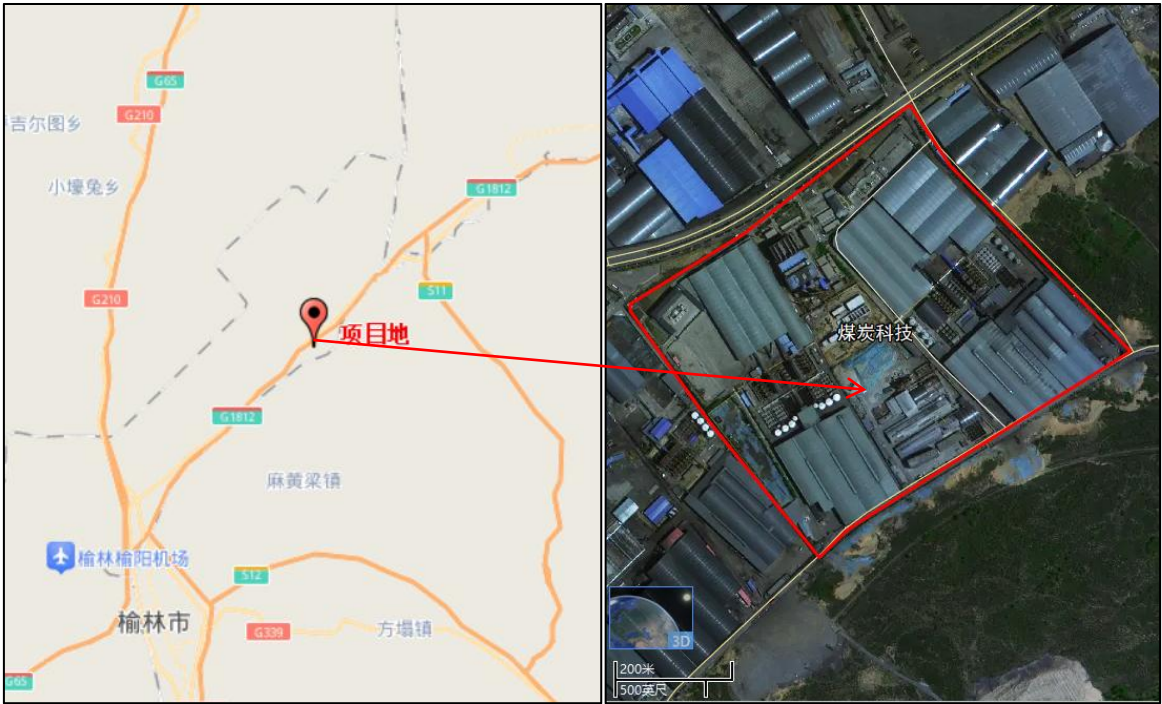 G65
G210
吉尔图乡
小壕兔乡
G1812
G210
S11
项目地
G1812
麻黄梁镇
榆林榆阳机场
S12
榆林市
G339
方塌镇
G65
煤炭科技
3D
200米
500英尺